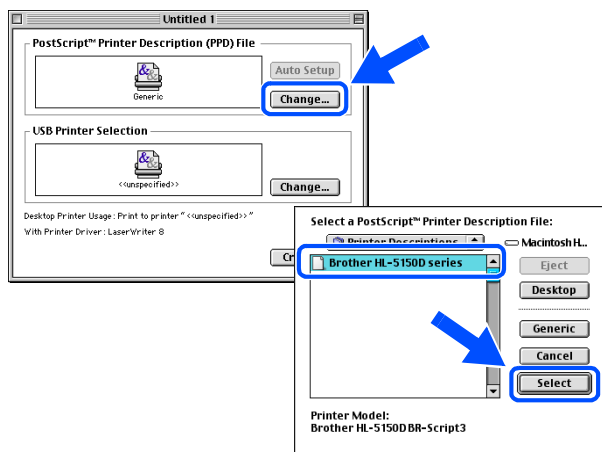 Untitled 1
PostScript™ Printer Description (PPD) File
Generic
Auto Setup
Change...
USB Printer Selection
<<unspecified>>
Change...
Desktop Printer Usage: Print to printer "<<unspecified>>"
With Printer Driver: LaserWriter 8
Cr
Select a PostScript™ Printer Description File:
Printer Descriptions
Macintosh H...
Brother HL-5150D series
Eject
Desktop
Generic
Cancel
Select
Printer Model:
Brother HL-5150D BR-Script3